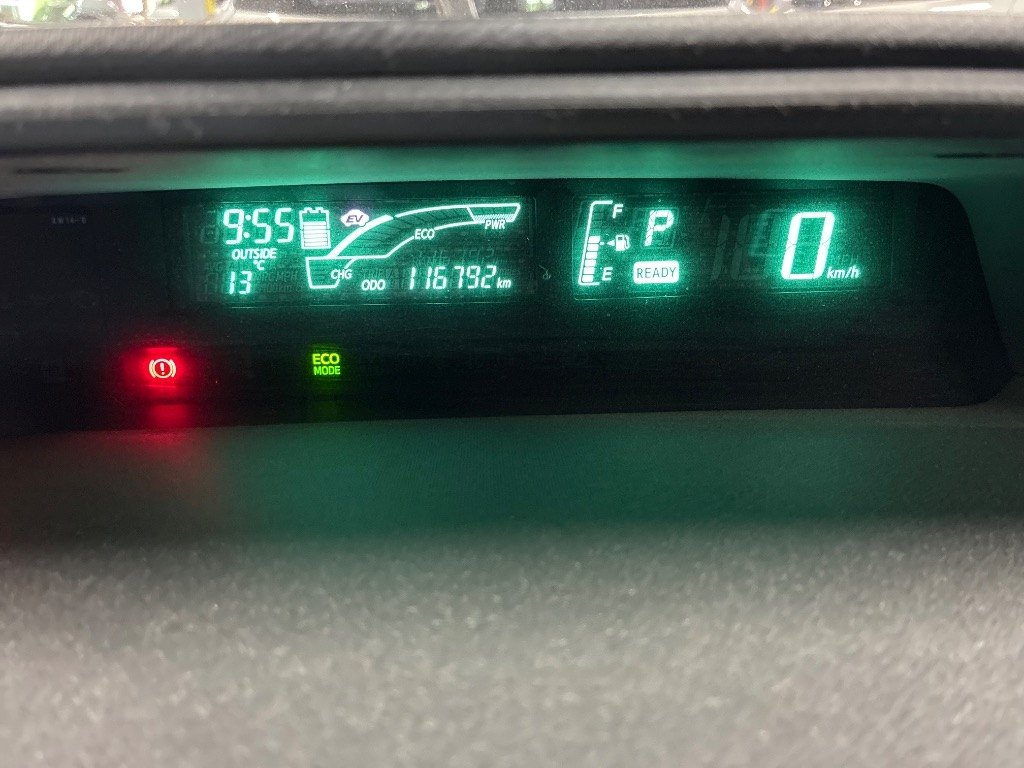 9:55
EV
F
P
PWR
ECO
OUTSIDE
0
°C
CHG
E
READY
km/h
13
ODO 116792 km
ECO
MODE